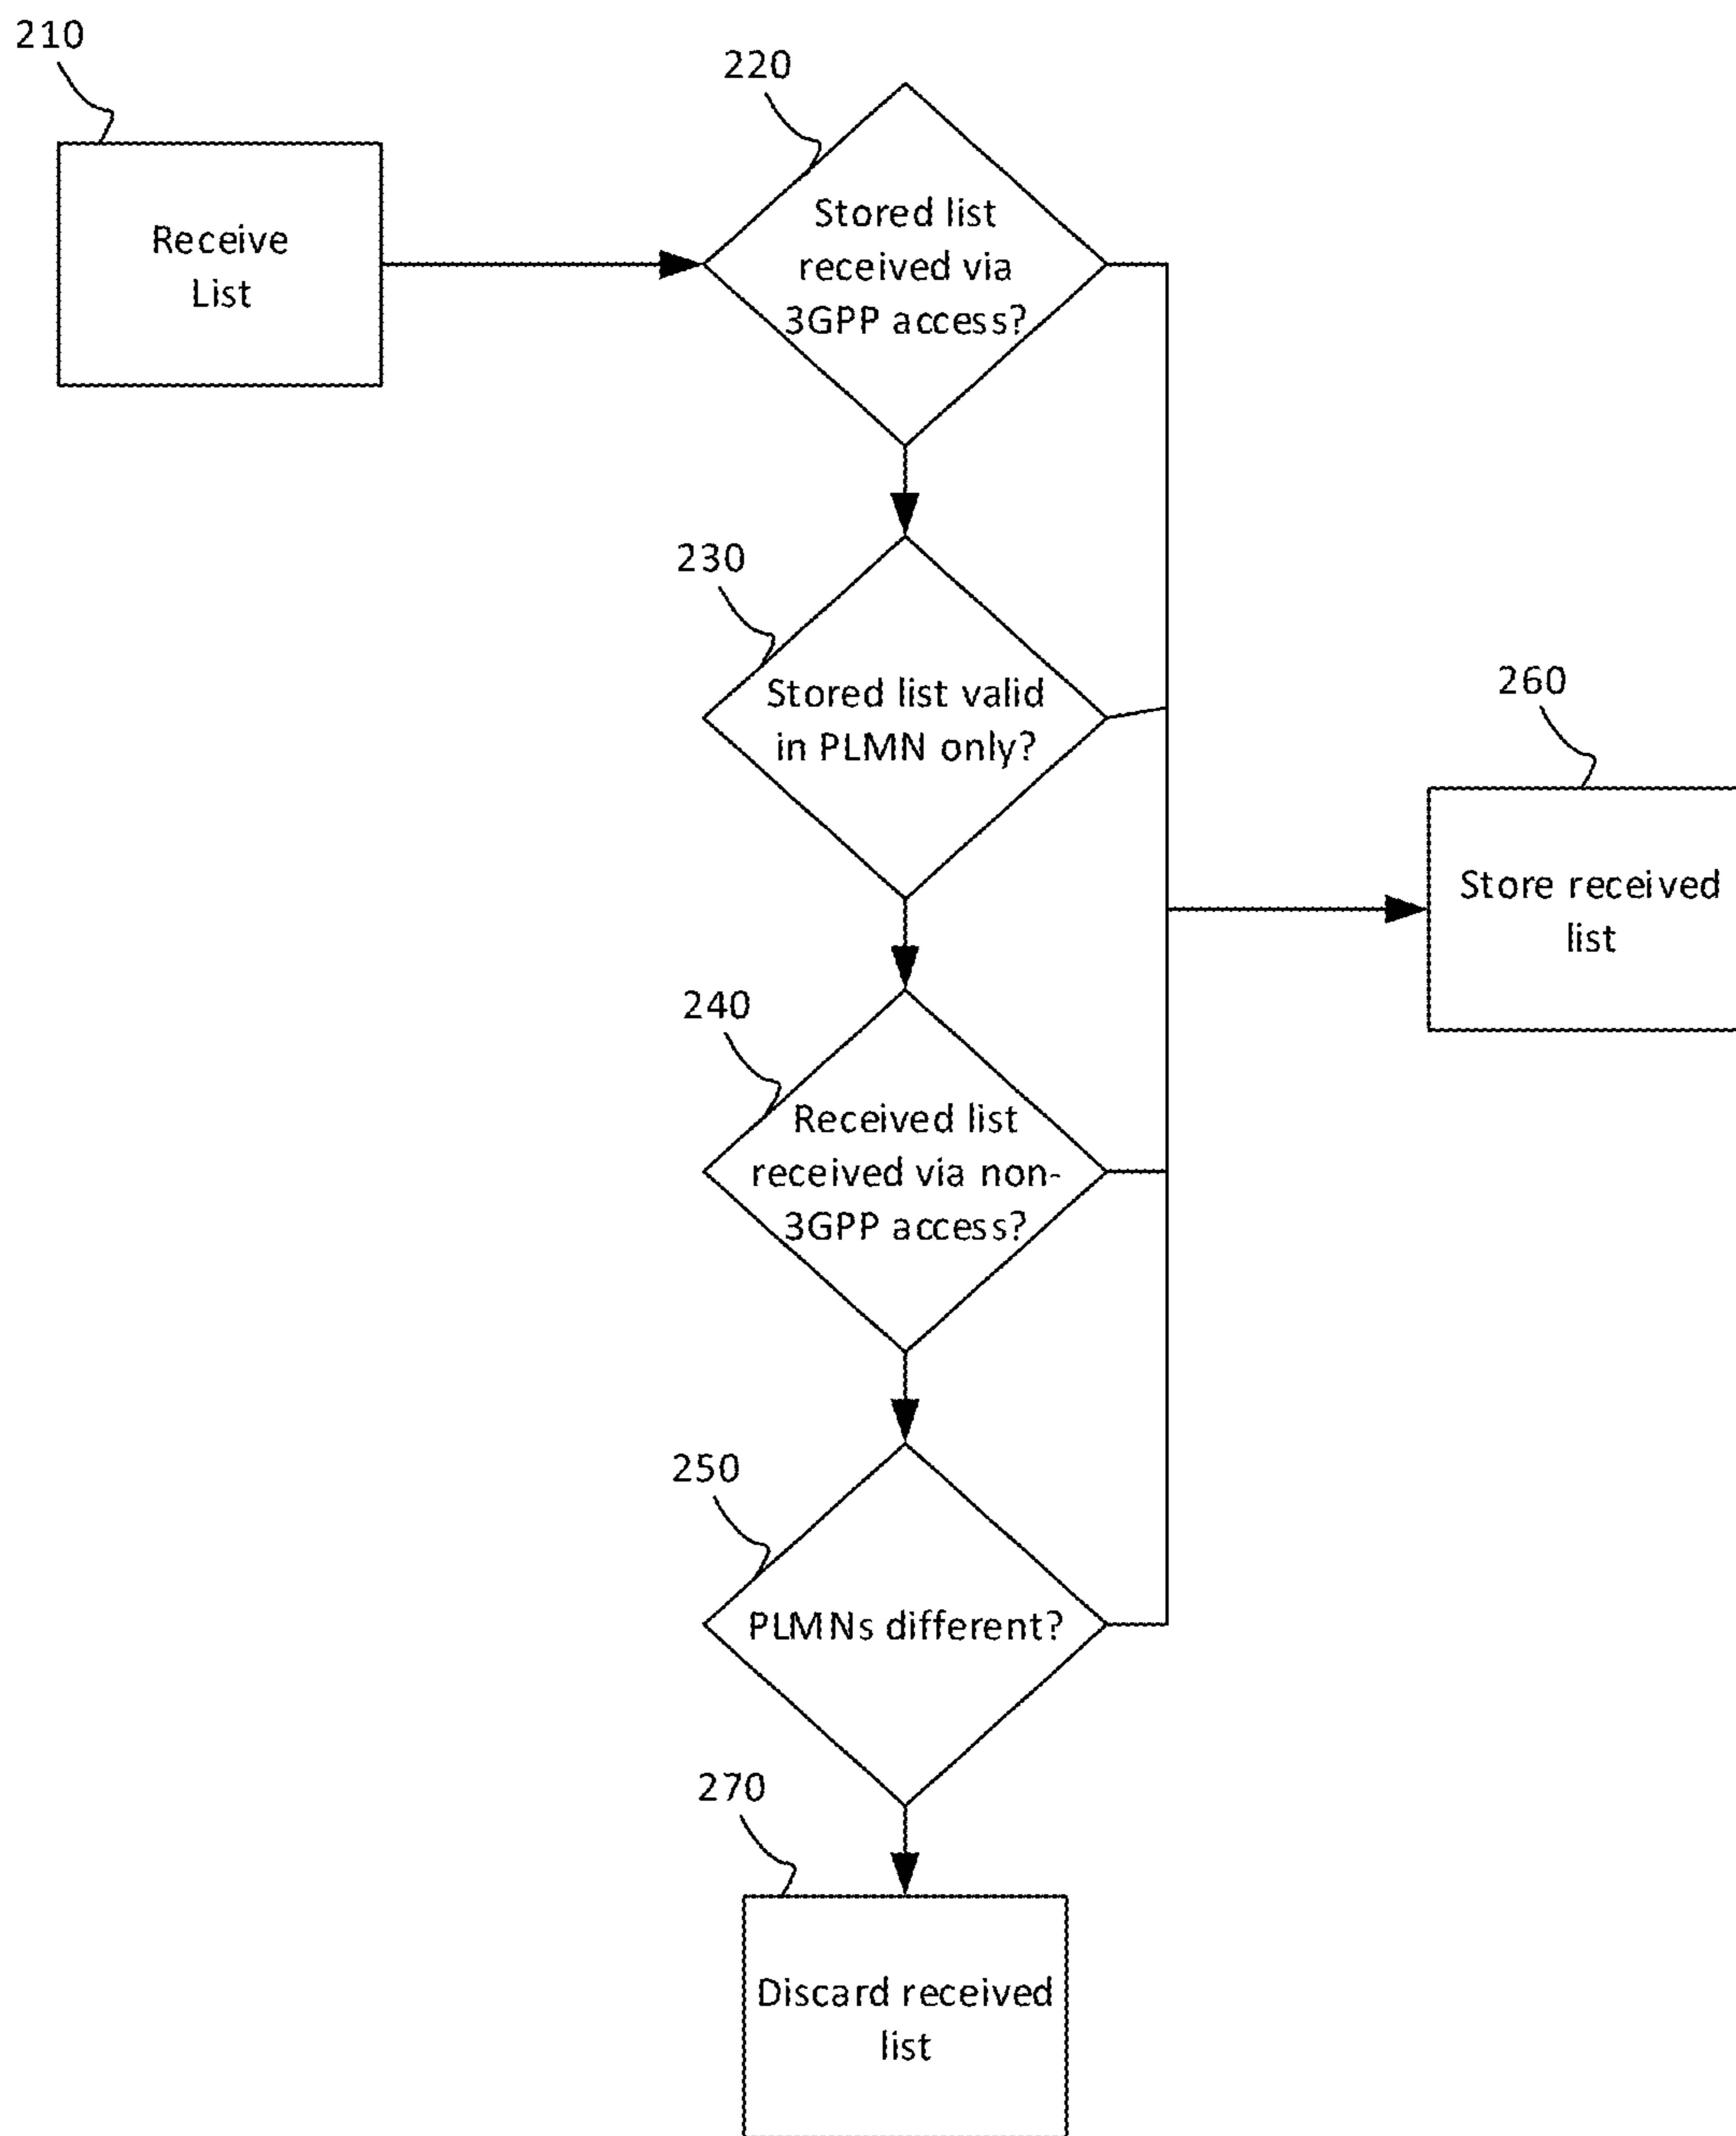 210
Receive
List
220
Stored list
received via
3GPP access?
230
Stored list valid
in PLMN only?
240
Received list
received via non-
3GPP access?
250
PLMNs different?
260
Store received
list
270
Discard received
list